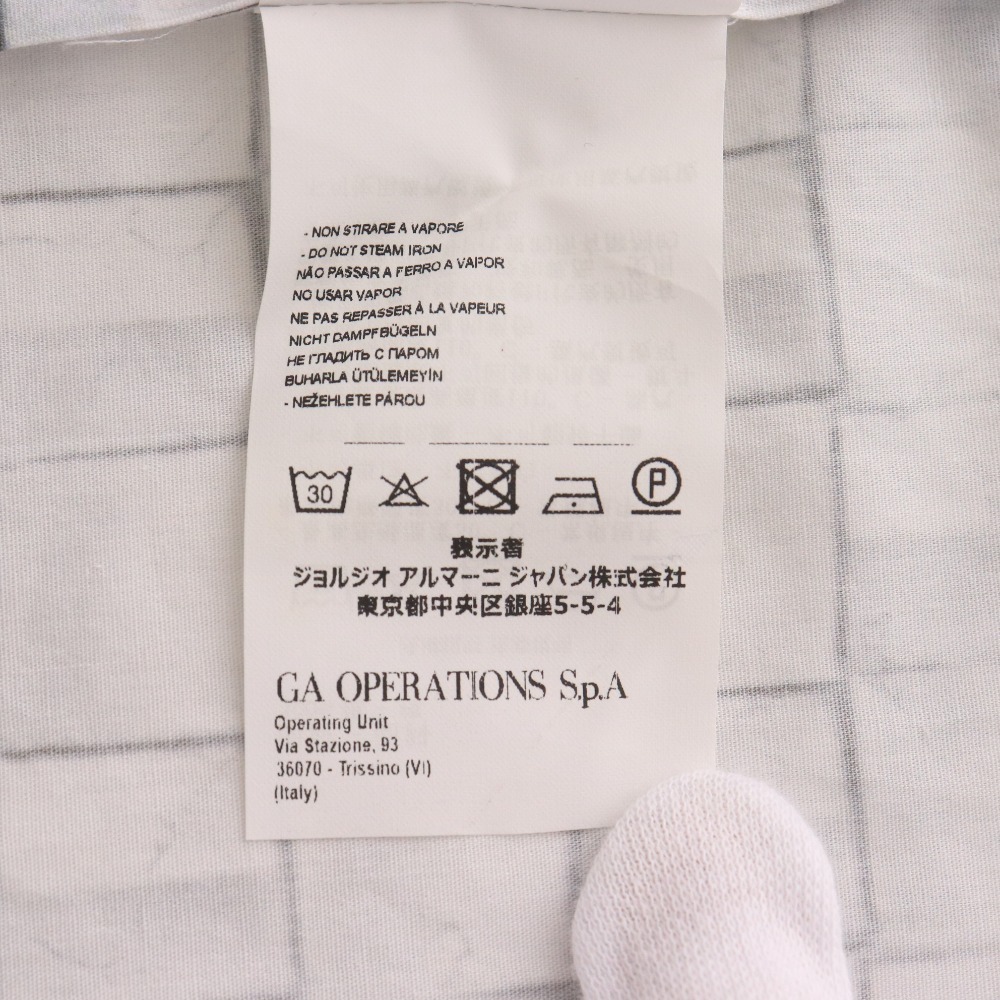 - NON STIRARE A VAPORE
- DO NOT STEAM IRON
NÃO PASSAR A FERRO A VAPOR
NO USAR VAPOR
NE PAS REPASSER À LA VAPEUR
NICHT DAMPFBÜGELN
НЕ ГЛАДИТЬ С ПАРОМ
BUHARLA ÜTÜLEMEYİN
- NEŽEHLETE PÁROU
30
P
表示者
ジョルジオ アルマーニ ジャパン株式会社
東京都中央区銀座5-5-4
GA OPERATIONS S.p.A
Operating Unit
Via Stazione, 93
36070 - Trissino (VI)
(Italy)